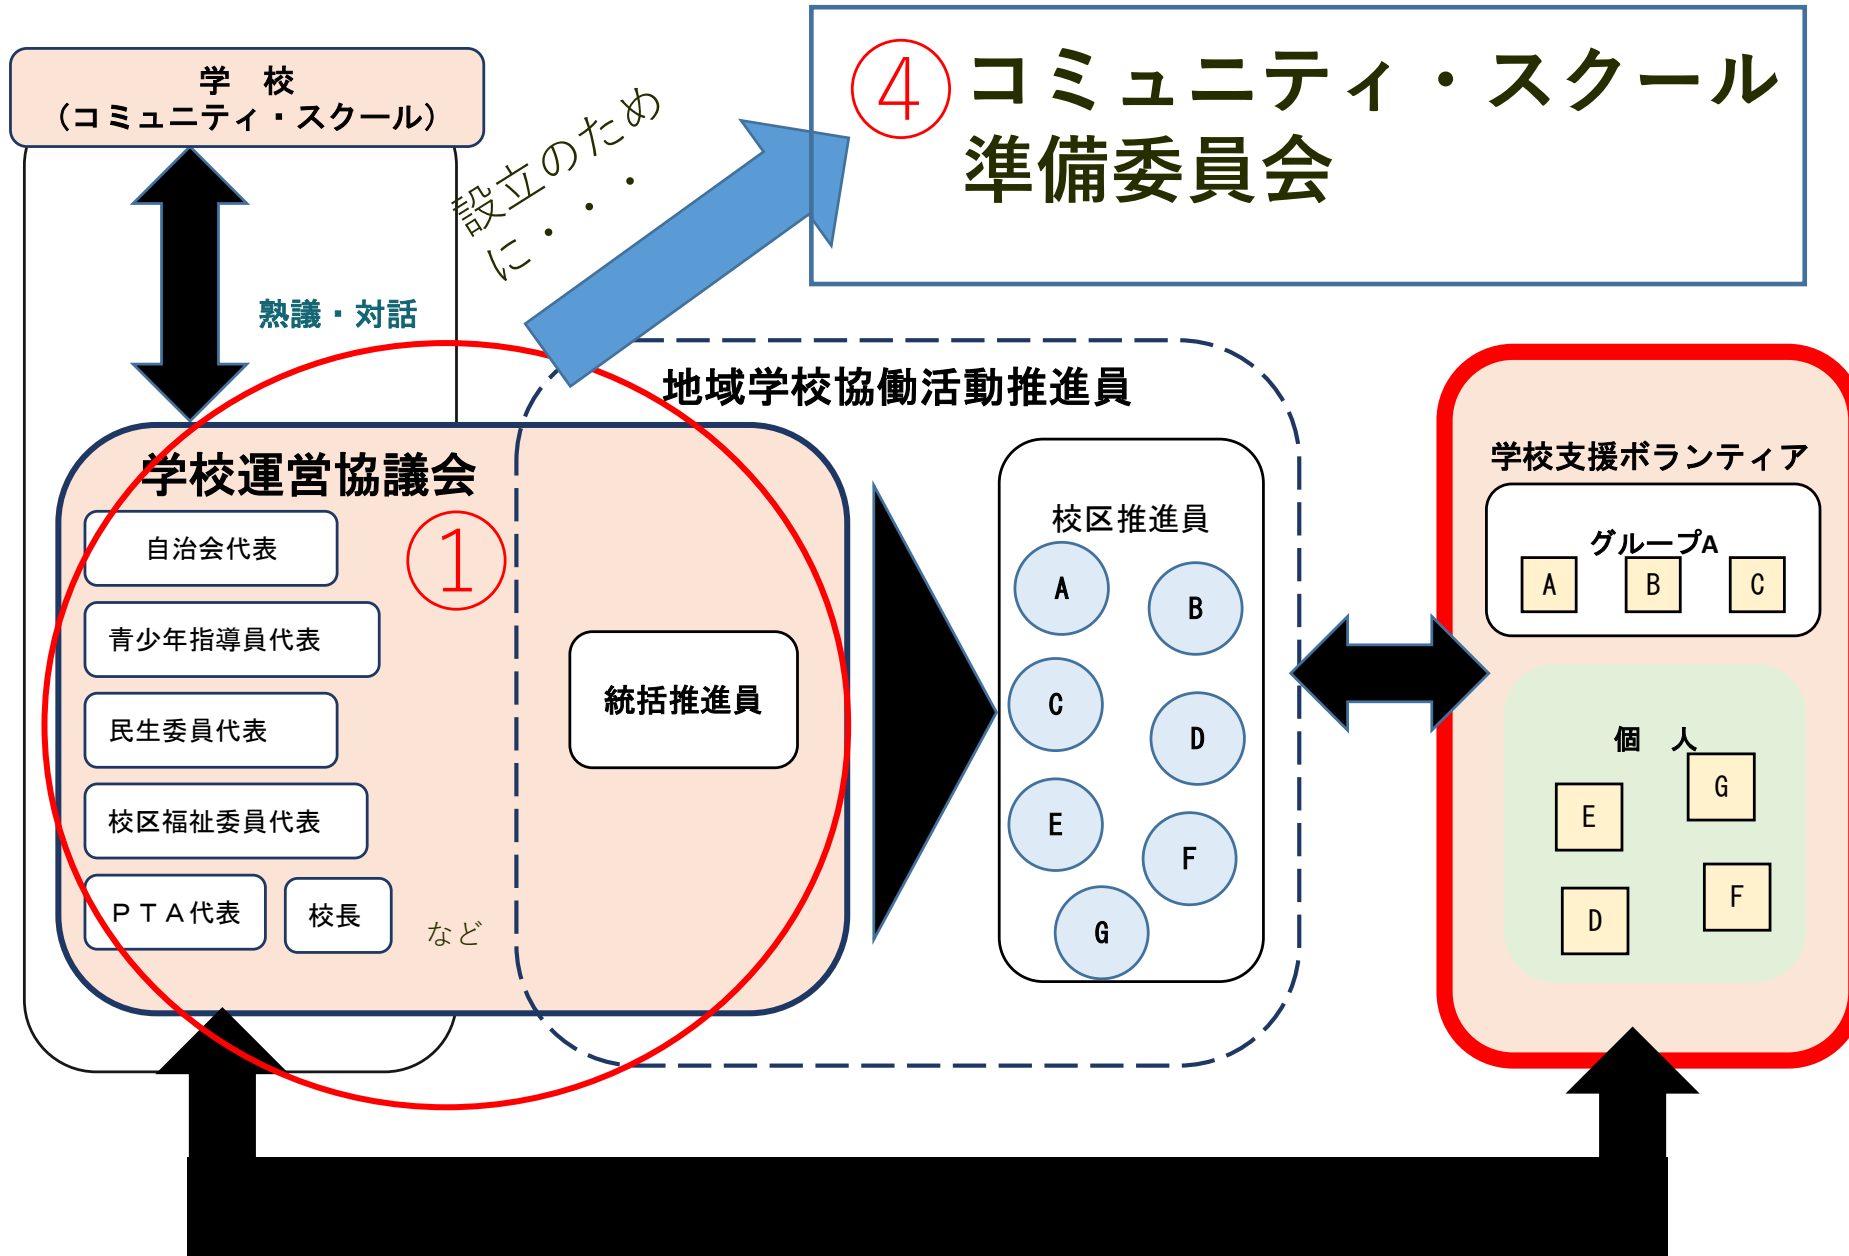 学　校
（コミュニティ・スクール）
設立のため
に・・・
④コミュニティ・スクール
準備委員会
熟議・対話
地域学校協働活動推進員
学校運営協議会
①
自治会代表
青少年指導員代表
民生委員代表
校区福祉委員代表
ＰＴＡ代表
校長
など
統括推進員
校区推進員
A
B
C
D
E
F
G
学校支援ボランティア
グループA
A
B
C
個　人
G
E
F
D